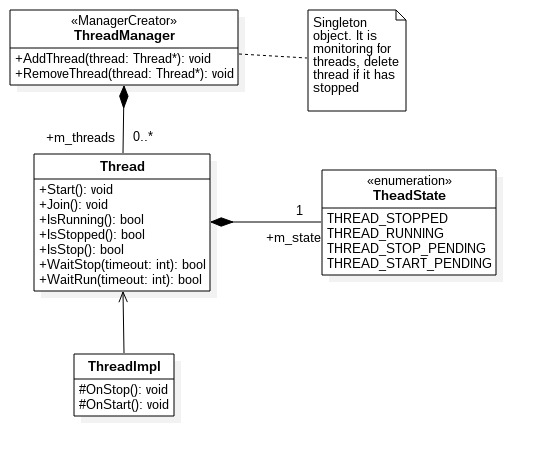 «ManagerCreator»
ThreadManager
+AddThread(thread: Thread*): void
+RemoveThread(thread: Thread*): void
Singleton
object. It is
monitoring for
threads, delete
thread if it has
stopped
+m_threads
0..*
Thread
+Start(): void
+Join(): void
+IsRunning(): bool
+IsStopped(): bool
+IsStop(): bool
+WaitStop(timeout: int): bool
+WaitRun(timeout: int): bool
1
+m_state
«enumeration»
TheadState
THREAD_STOPPED
THREAD_RUNNING
THREAD_STOP_PENDING
THREAD_START_PENDING
ThreadImpl
#OnStop(): void
#OnStart(): void